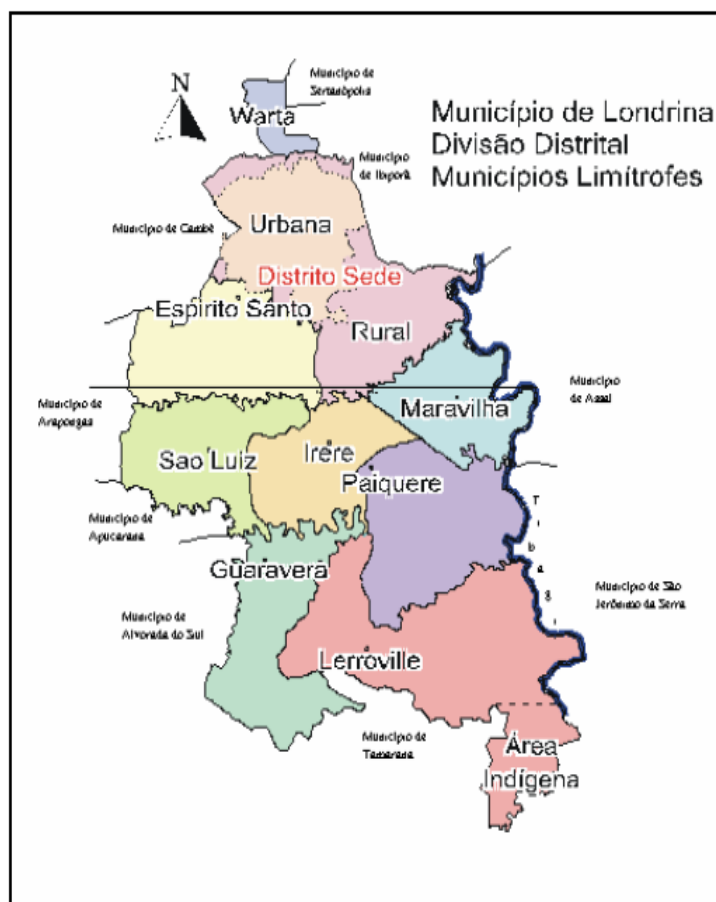 N
Município de
Sertanópolis
Warta
Município de Londrina
Divisão Distrital
Municípios Limítrofes
Município
de Ibiporã
Urbana
Município de Cambé
Distrito Sede
Espirito Santo
Rural
Município de
Arapongas
Maravilha
Município
de Assaí
Sao Luiz
Irere
Paiquere
Município de
Apucarana
Tibagi
Guaravera
Município de São
Jerônimo da Serra
Município de
Alvorada do Sul
Lerroville
Município de
Tamarana
Área
Indígena